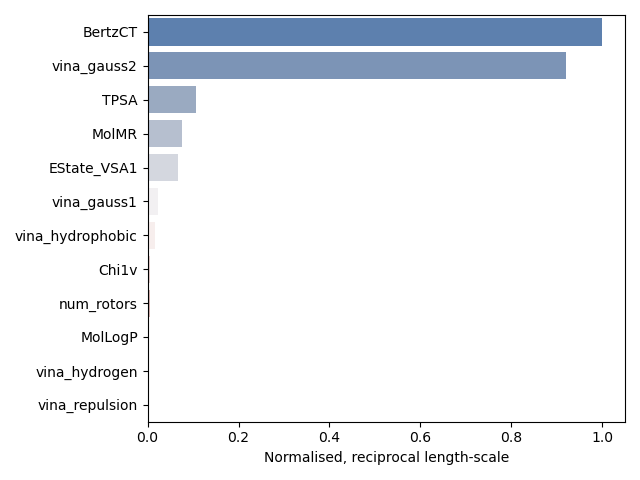 BertzCT
vina_gauss2
TPSA
MolMR
EState_VSA1
vina_gauss1
vina_hydrophobic
Chi1v
num_rotors
MolLogP
vina_hydrogen
vina_repulsion
0.0 0.2 0.4 0.6 0.8 1.0
Normalised, reciprocal length-scale